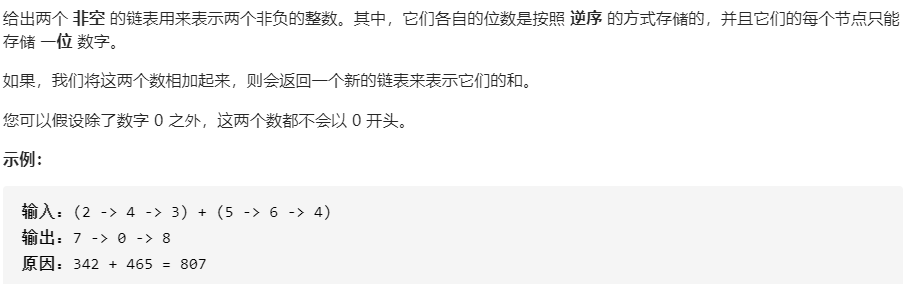 给出两个 非空 的链表用来表示两个非负的整数。其中，它们各自的位数是按照 逆序 的方式存储的，并且它们的每个节点只能
存储 一位 数字。
如果，我们将这两个数相加起来，则会返回一个新的链表来表示它们的和。
您可以假设除了数字 0 之外，这两个数都不会以 0 开头。
示例：
输入：(2 -> 4 -> 3) + (5 -> 6 -> 4)
输出：7 -> 0 -> 8
原因：342 + 465 = 807